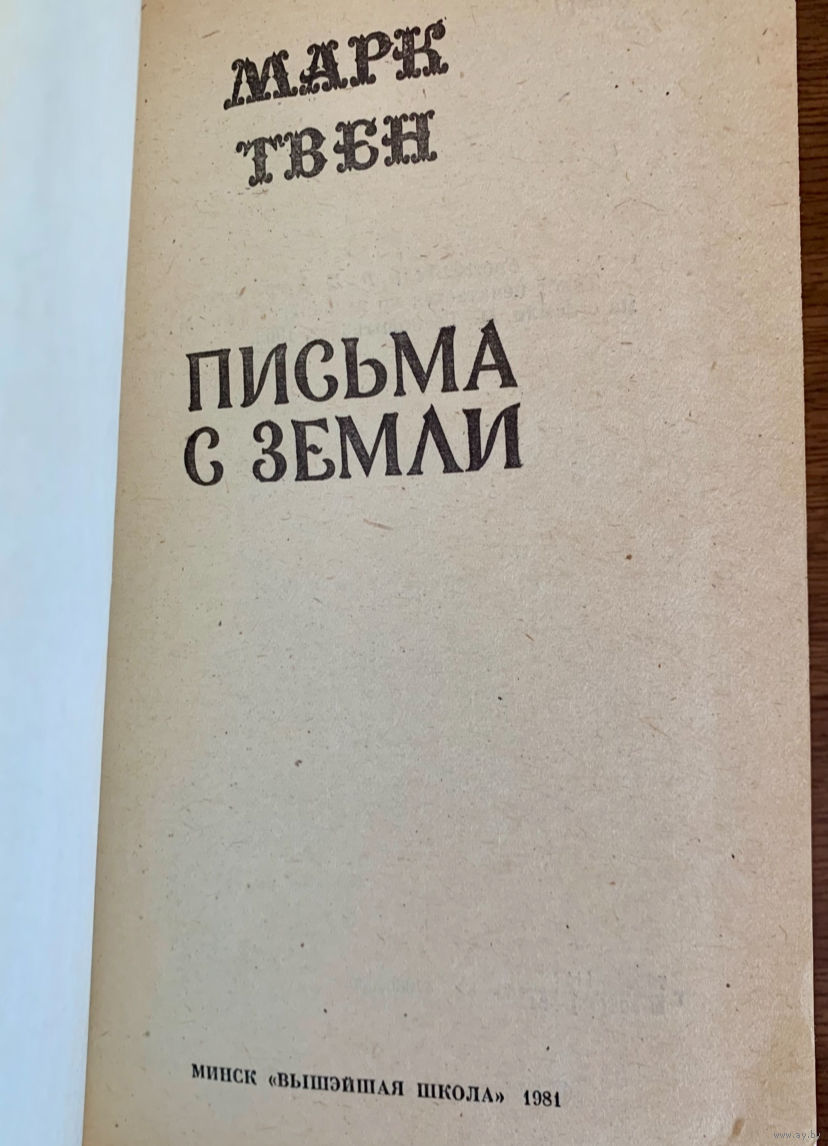 МАРК
ТВЕН
ПИСЬМА
С ЗЕМЛИ
МИНСК «ВЫШЭЙШАЯ ШКОЛА» 1981